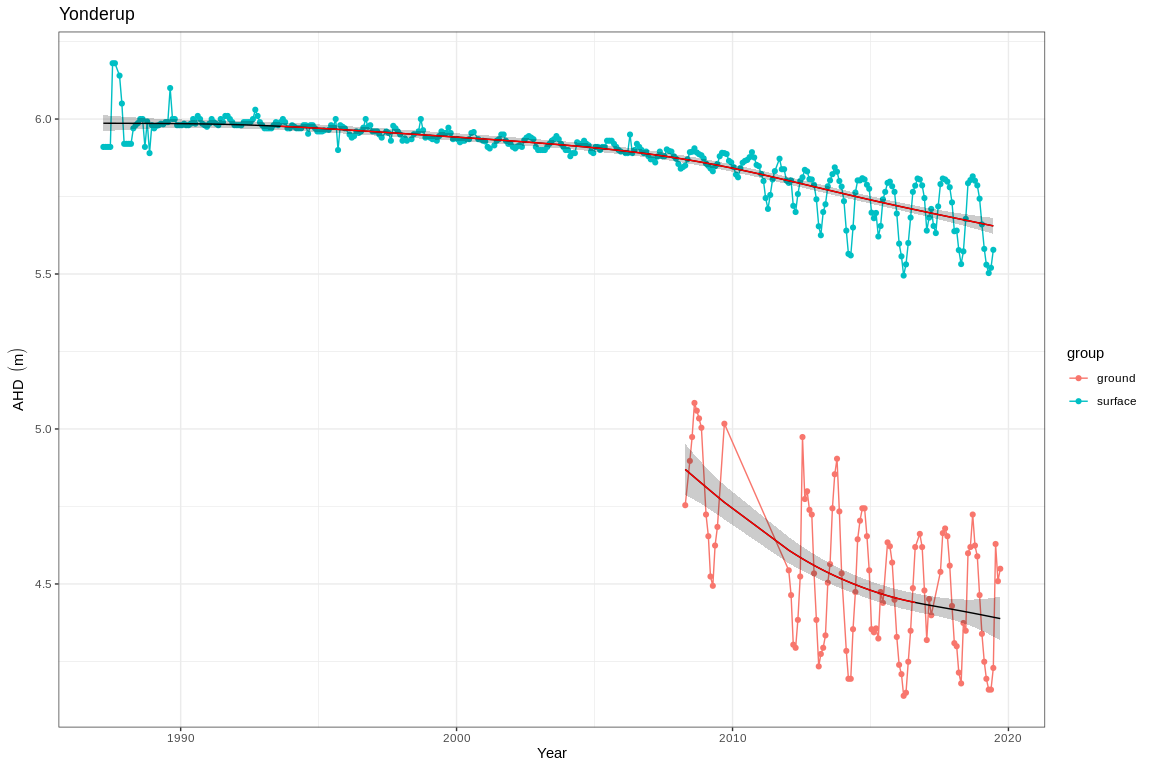 Yonderup
6.0
5.5
5.0
4.5
AHD (m)
1990
2000
2010
2020
Year
group
ground
surface